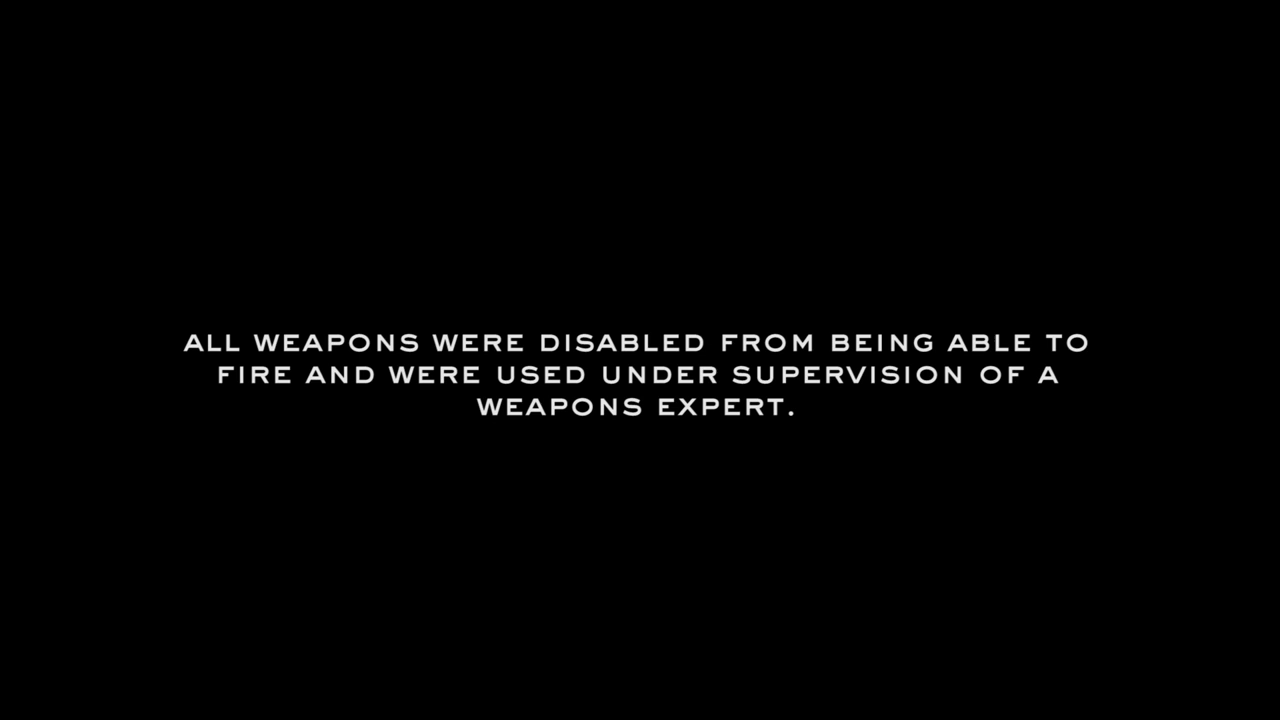 ALL WEAPONS WERE DISABLED FROM BEING ABLE TO
FIRE AND WERE USED UNDER SUPERVISION OF A
WEAPONS EXPERT.